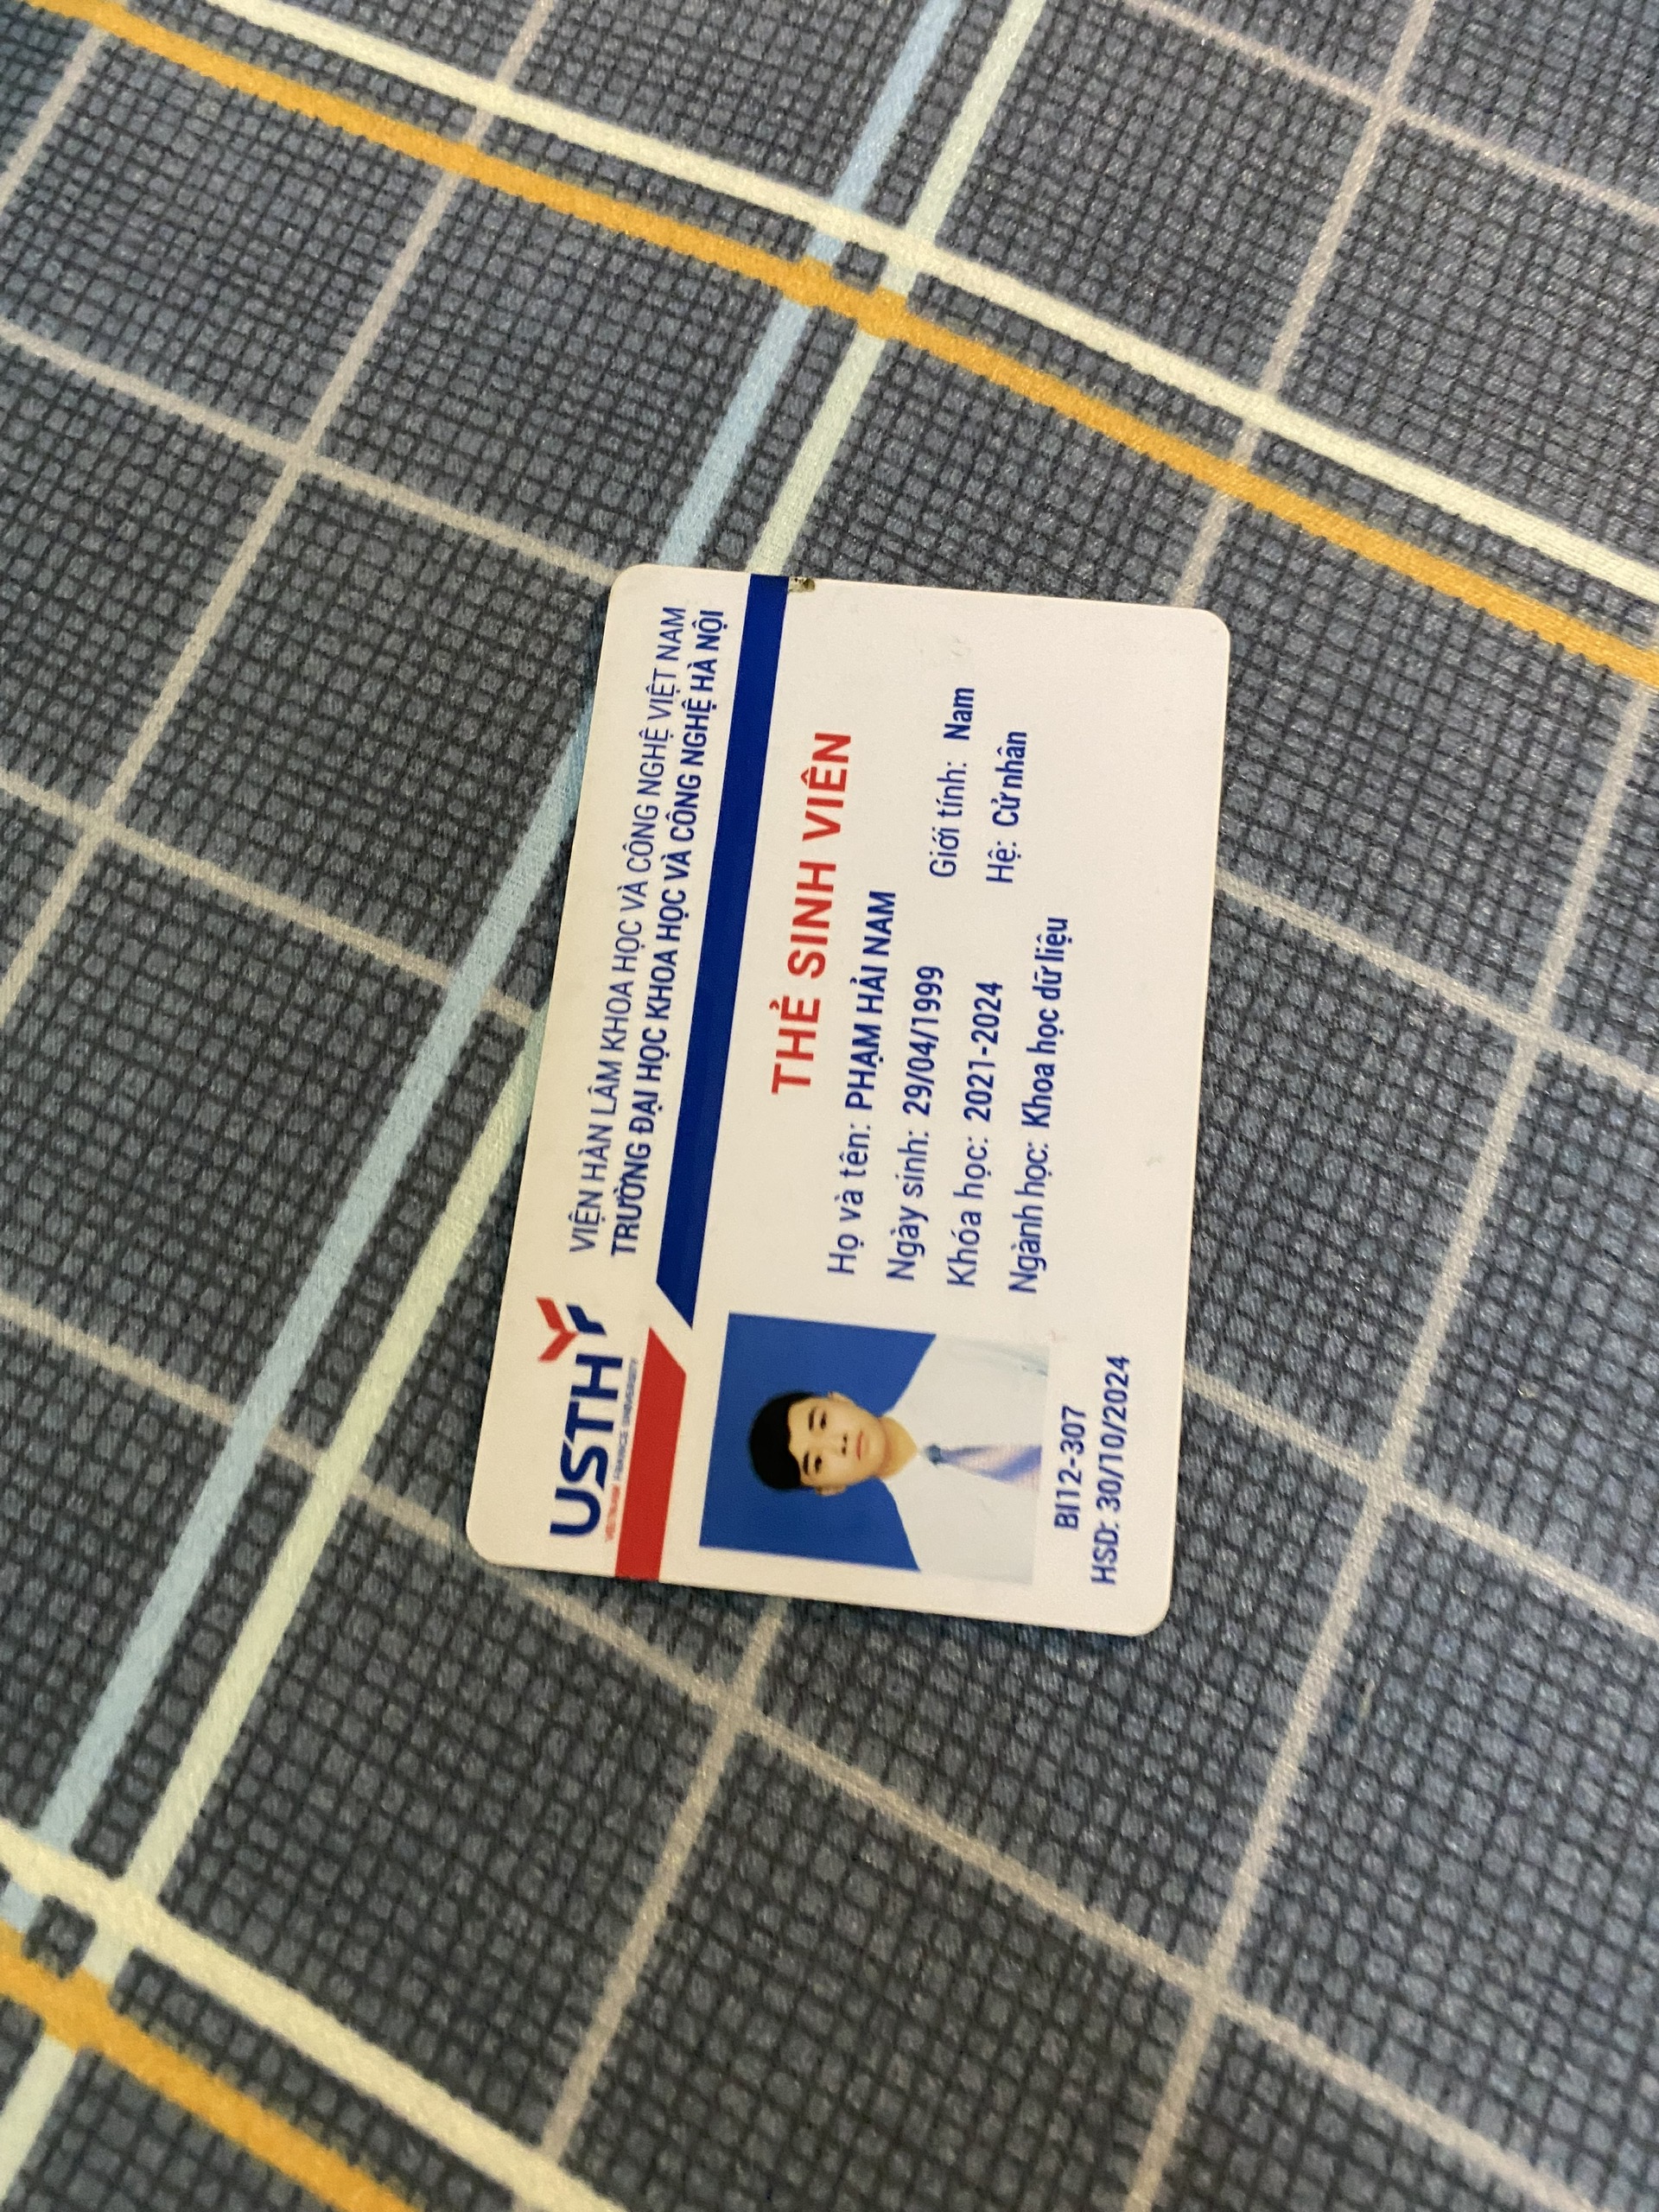 USTH
VIETNAM FRANCE UNIVERSITY
VIỆN HÀN LÂM KHOA HỌC VÀ CÔNG NGHỆ VIỆT NAM
TRƯỜNG ĐẠI HỌC KHOA HỌC VÀ CÔNG NGHỆ HÀ NỘI
THẺ SINH VIÊN
Họ và tên: PHẠM HẢI NAM
Ngày sinh: 29/04/1999 Giới tính: Nam
Khóa học: 2021-2024 Hệ: Cử nhân
Ngành học: Khoa học dữ liệu
BI12-307
HSD: 30/10/2024